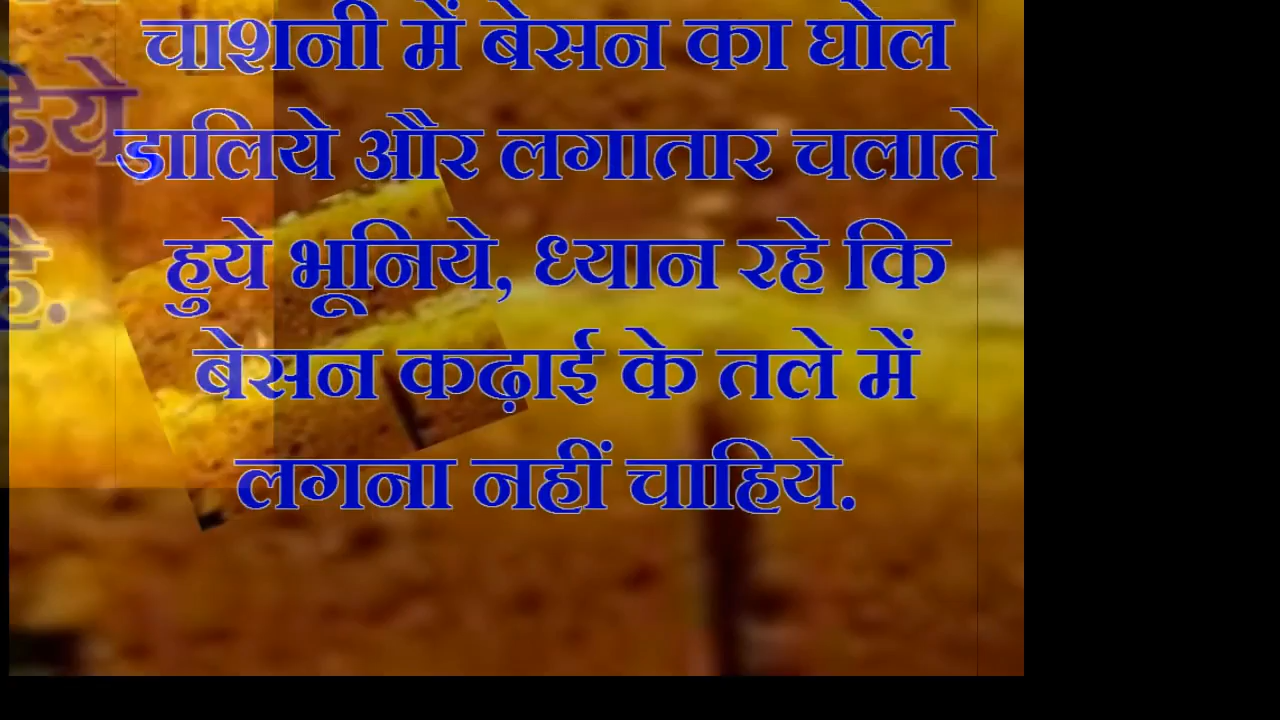 चाशनी में बेसन का घोल
डालिये और लगातार चलाते
हुये भूनिये, ध्यान रहे कि
बेसन कढ़ाई के तले में
लगना नहीं चाहिये.
है.